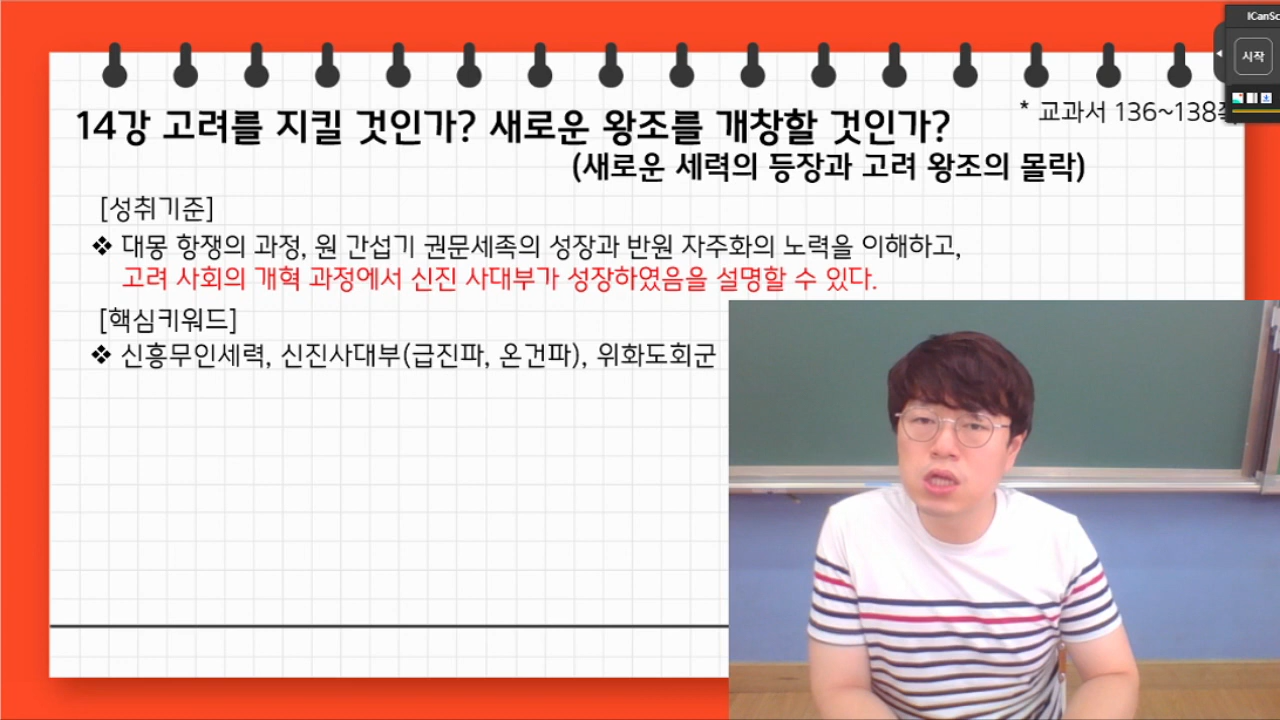 ICanSc
시작
14강 고려를 지킬 것인가? 새로운 왕조를 개창할 것인가?
* 교과서 136~138쪽
(새로운 세력의 등장과 고려 왕조의 몰락)
[성취기준]
❖ 대몽 항쟁의 과정, 원 간섭기 권문세족의 성장과 반원 자주화의 노력을 이해하고,
고려 사회의 개혁 과정에서 신진 사대부가 성장하였음을 설명할 수 있다.
[핵심키워드]
❖ 신흥무인세력, 신진사대부(급진파, 온건파), 위화도회군